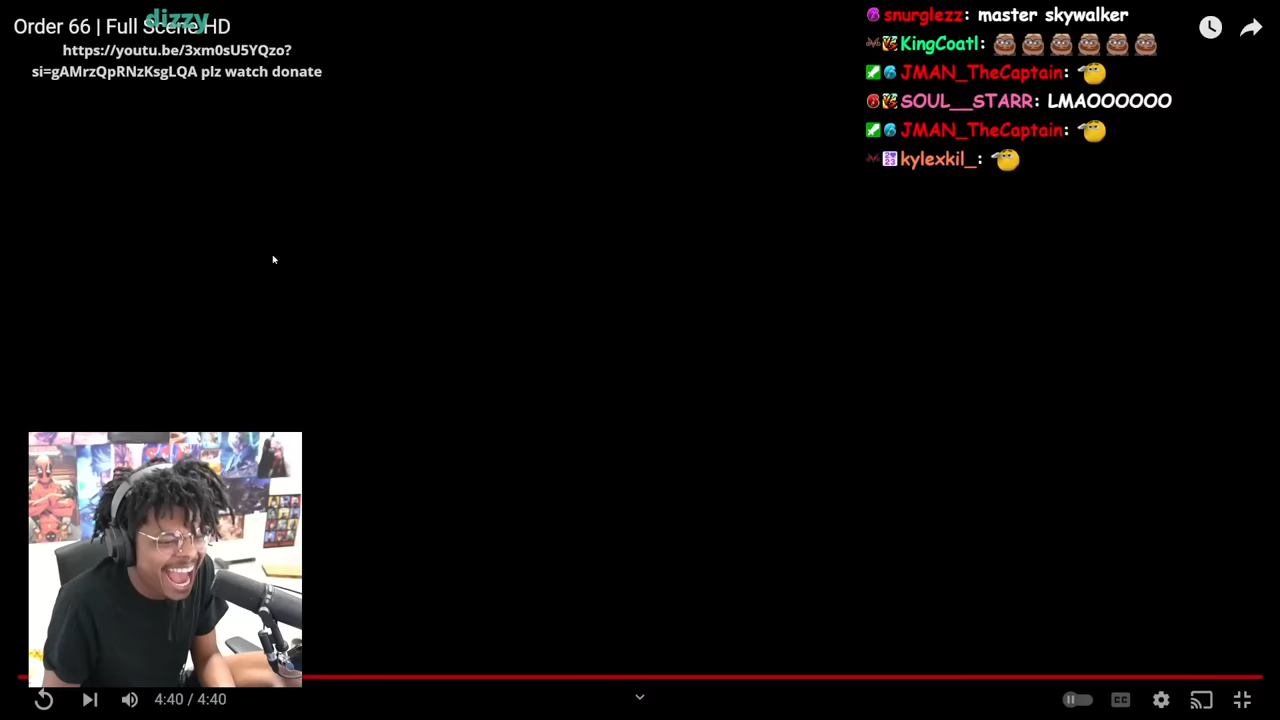 Order 66 | Full Scene HD
dizzy
https://youtu.be/3xm0sU5YQzo?
si=gAMrzQpRNzKsgLQA plz watch donate
snurglezz: master skywalker
KingCoatl:
JMAN_TheCaptain:
SOUL__STARR: LMAOOOOOO
JMAN_TheCaptain:
kylexkil_:
4:40 / 4:40
CC